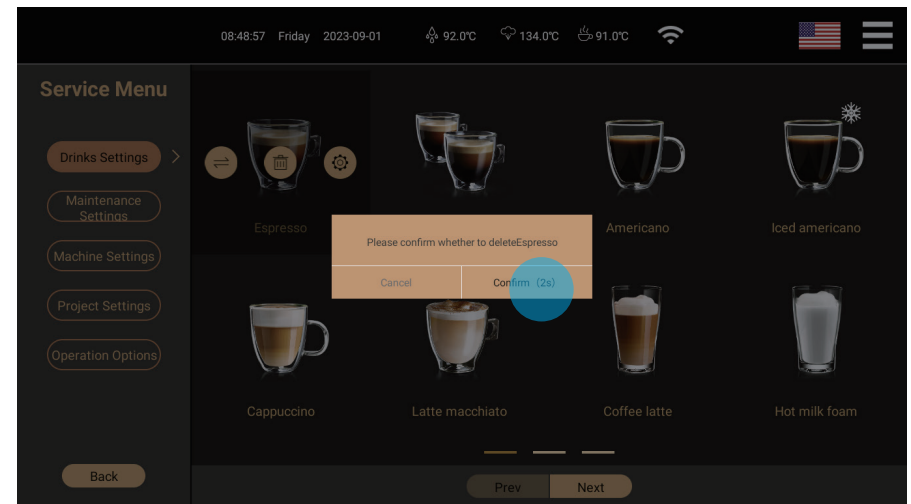 08:48:57 Friday 2023-09-01 92.0℃ 134.0℃ 91.0℃
Service Menu
Drinks Settings
Maintenance
Settings
Machine Settings
Project Settings
Operation Options
Back
Espresso
Americano
Iced americano
Please confirm whether to deleteEspresso
Cancel
Confirm（2s）
Cappuccino
Latte macchiato
Coffee latte
Hot milk foam
Prev
Next